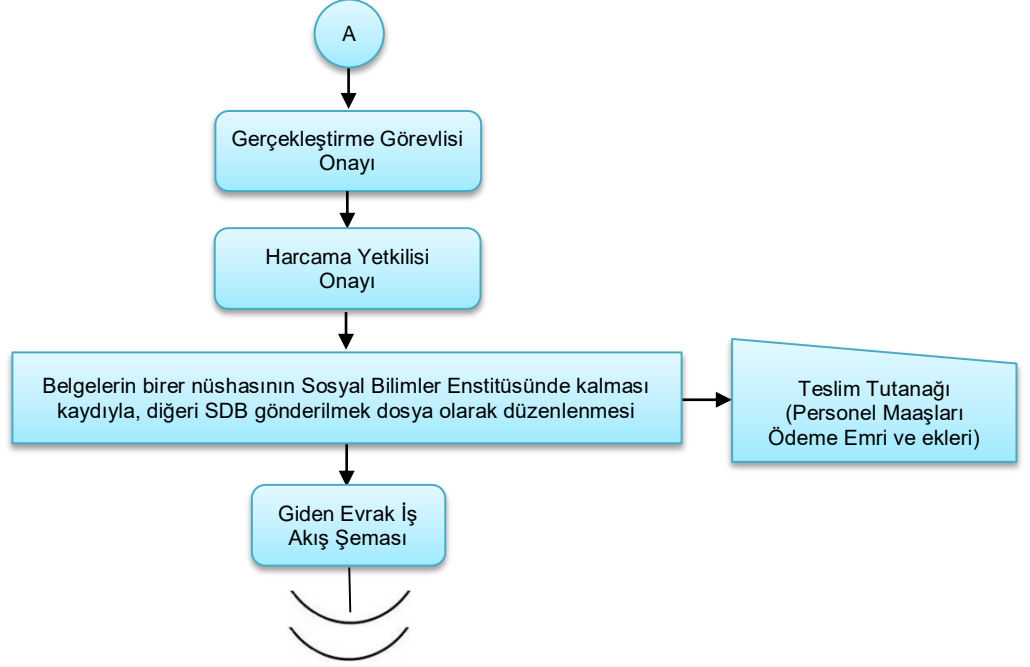 A
Gerçekleştirme Görevlisi
Onayı
Harcama Yetkilisi
Onayı
Belgelerin birer nüshasının Sosyal Bilimler Enstitüsünde kalması
kaydıyla, diğeri SDB gönderilmek dosya olarak düzenlenmesi
Teslim Tutanağı
(Personel Maaşları
Ödeme Emri ve ekleri)
Giden Evrak İş
Akış Şeması